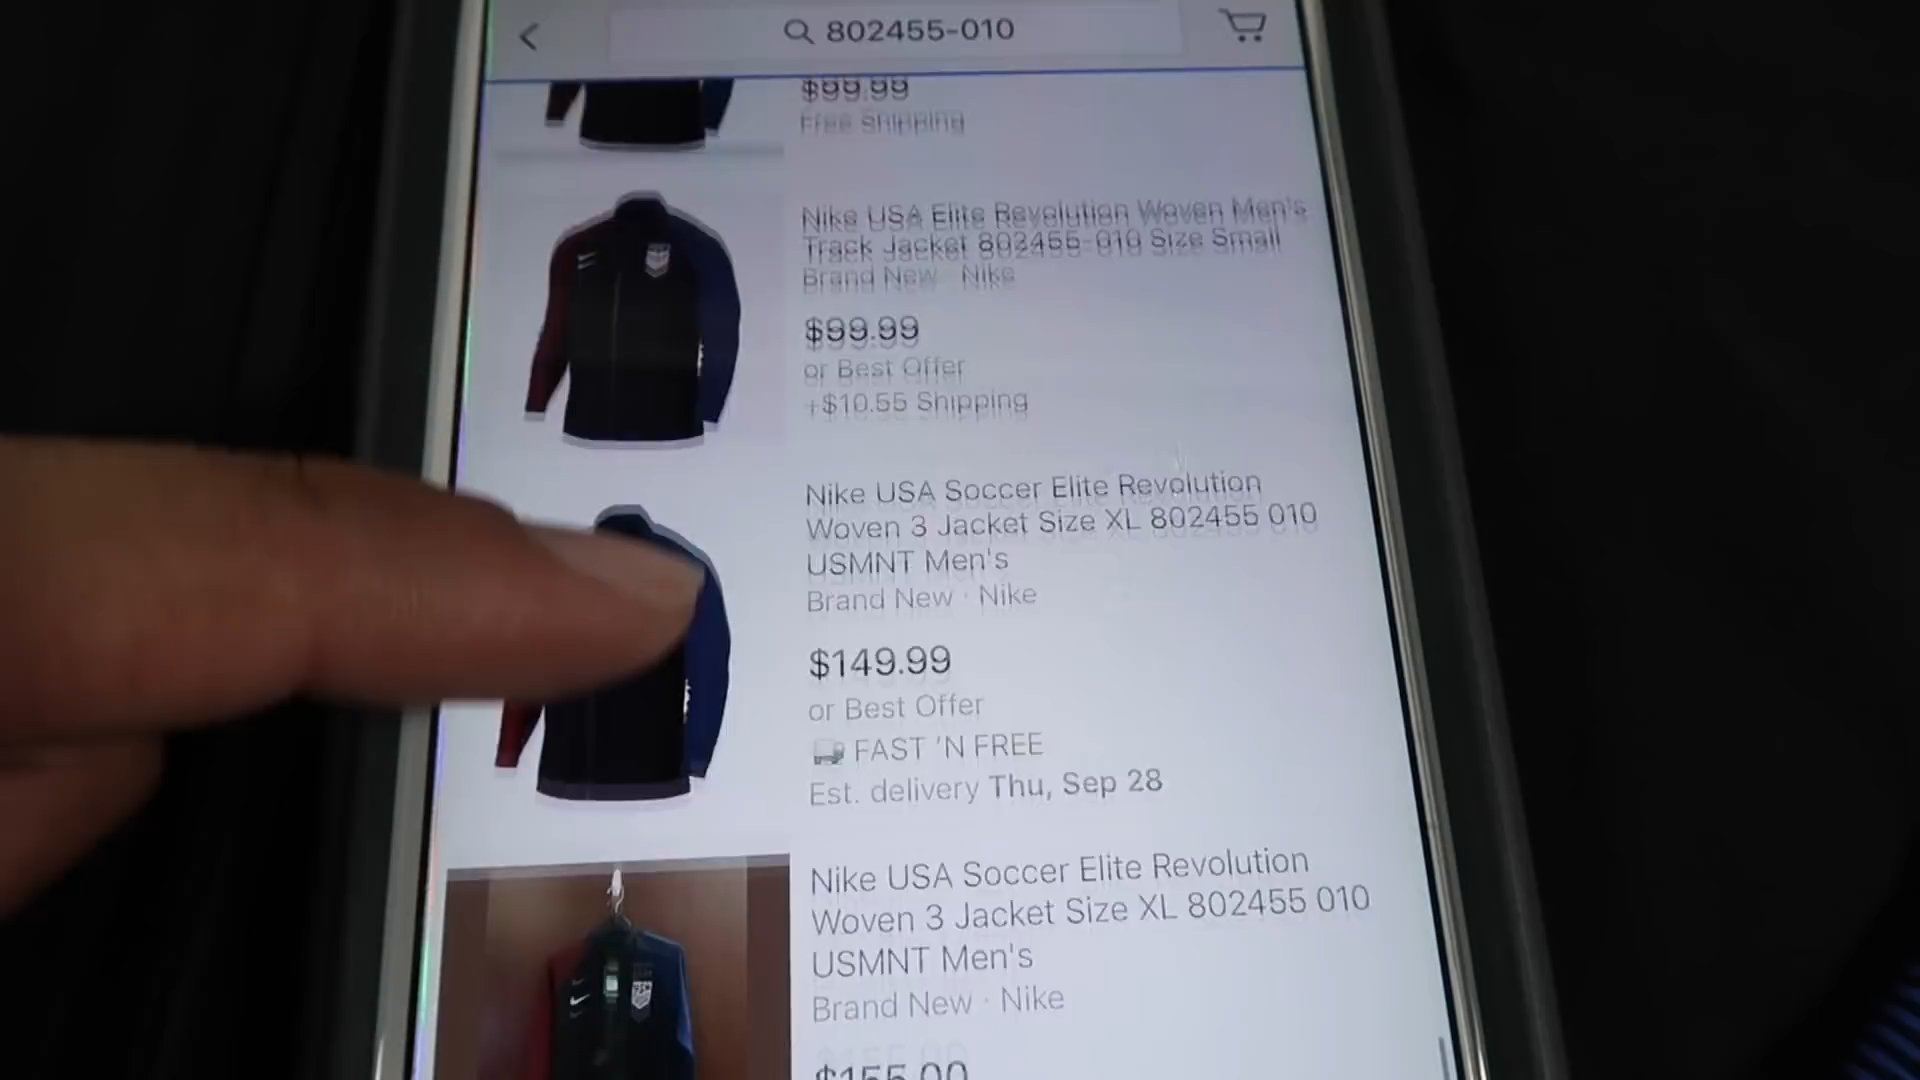 802455-010
$99.99
Free Shipping
Nike USA Elite Revolution Woven Men's
Track Jacket 802455-010 Size Small
Brand New · Nike
$99.99
or Best Offer
+$10.55 Shipping
Nike USA Soccer Elite Revolution
Woven 3 Jacket Size XL 802455 010
USMNT Men's
Brand New · Nike
$149.99
or Best Offer
FAST 'N FREE
Est. delivery Thu, Sep 28
Nike USA Soccer Elite Revolution
Woven 3 Jacket Size XL 802455 010
USMNT Men's
Brand New · Nike
$155.00